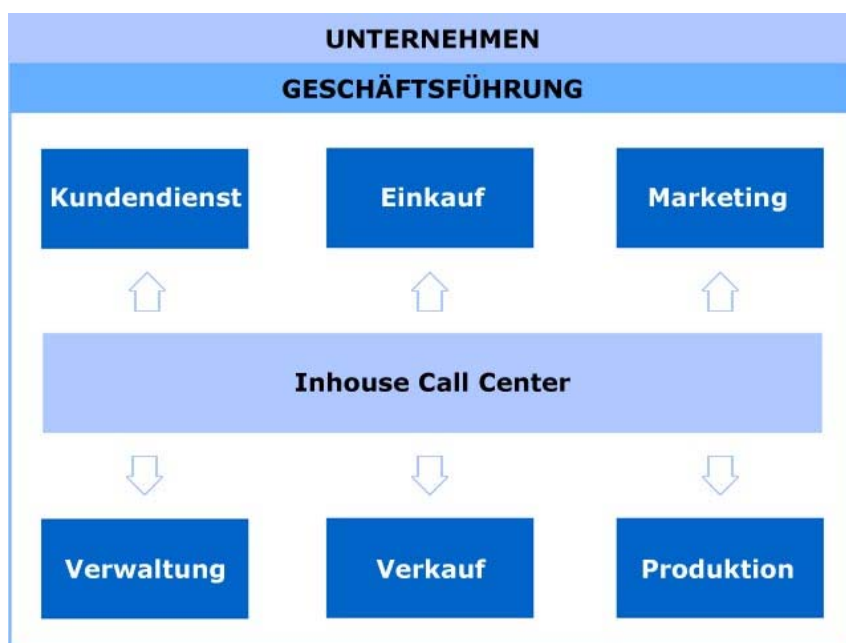 UNTERNEHMEN
GESCHÄFTSFÜHRUNG
Kundendienst
Einkauf
Marketing
Inhouse Call Center
Verwaltung
Verkauf
Produktion